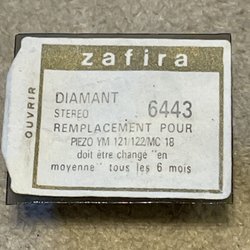 zafira
OUVRIR
DIAMANT
STEREO
6443
REMPLACEMENT POUR
PIEZO YM 121/122/MC 18
doit être changé "en
moyenne" tous les 6 mois